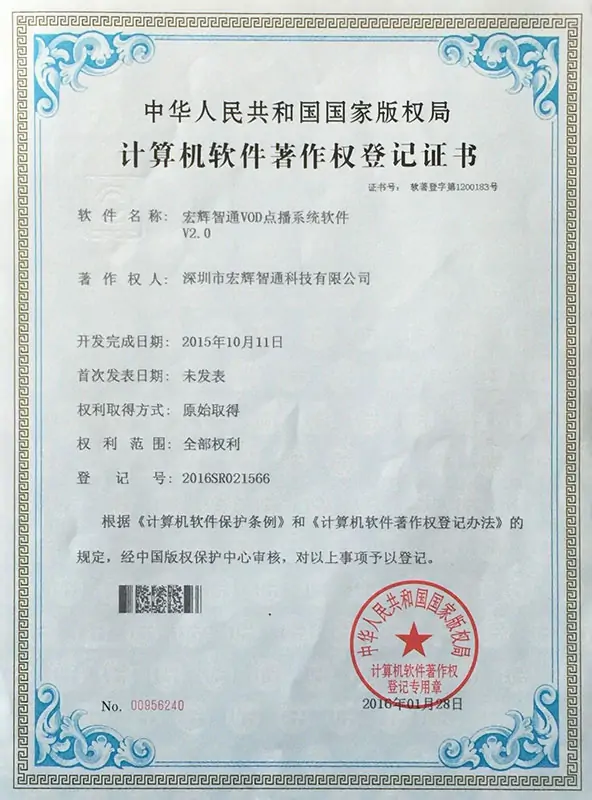 中华人民共和国国家版权局
计算机软件著作权登记证书
证书号： 软著登字第1200183号
软件名称： 宏辉智通VOD点播系统软件
V2.0
著作权人： 深圳市宏辉智通科技有限公司
开发完成日期： 2015年10月11日
首次发表日期： 未发表
权利取得方式： 原始取得
权利范围： 全部权利
登记号： 2016SR021566
根据《计算机软件保护条例》和《计算机软件著作权登记办法》的
规定，经中国版权保护中心审核，对以上事项予以登记。
中华人民共和国国家版权局
计算机软件著作权
登记专用章
No. 00956240
2016年01月28日